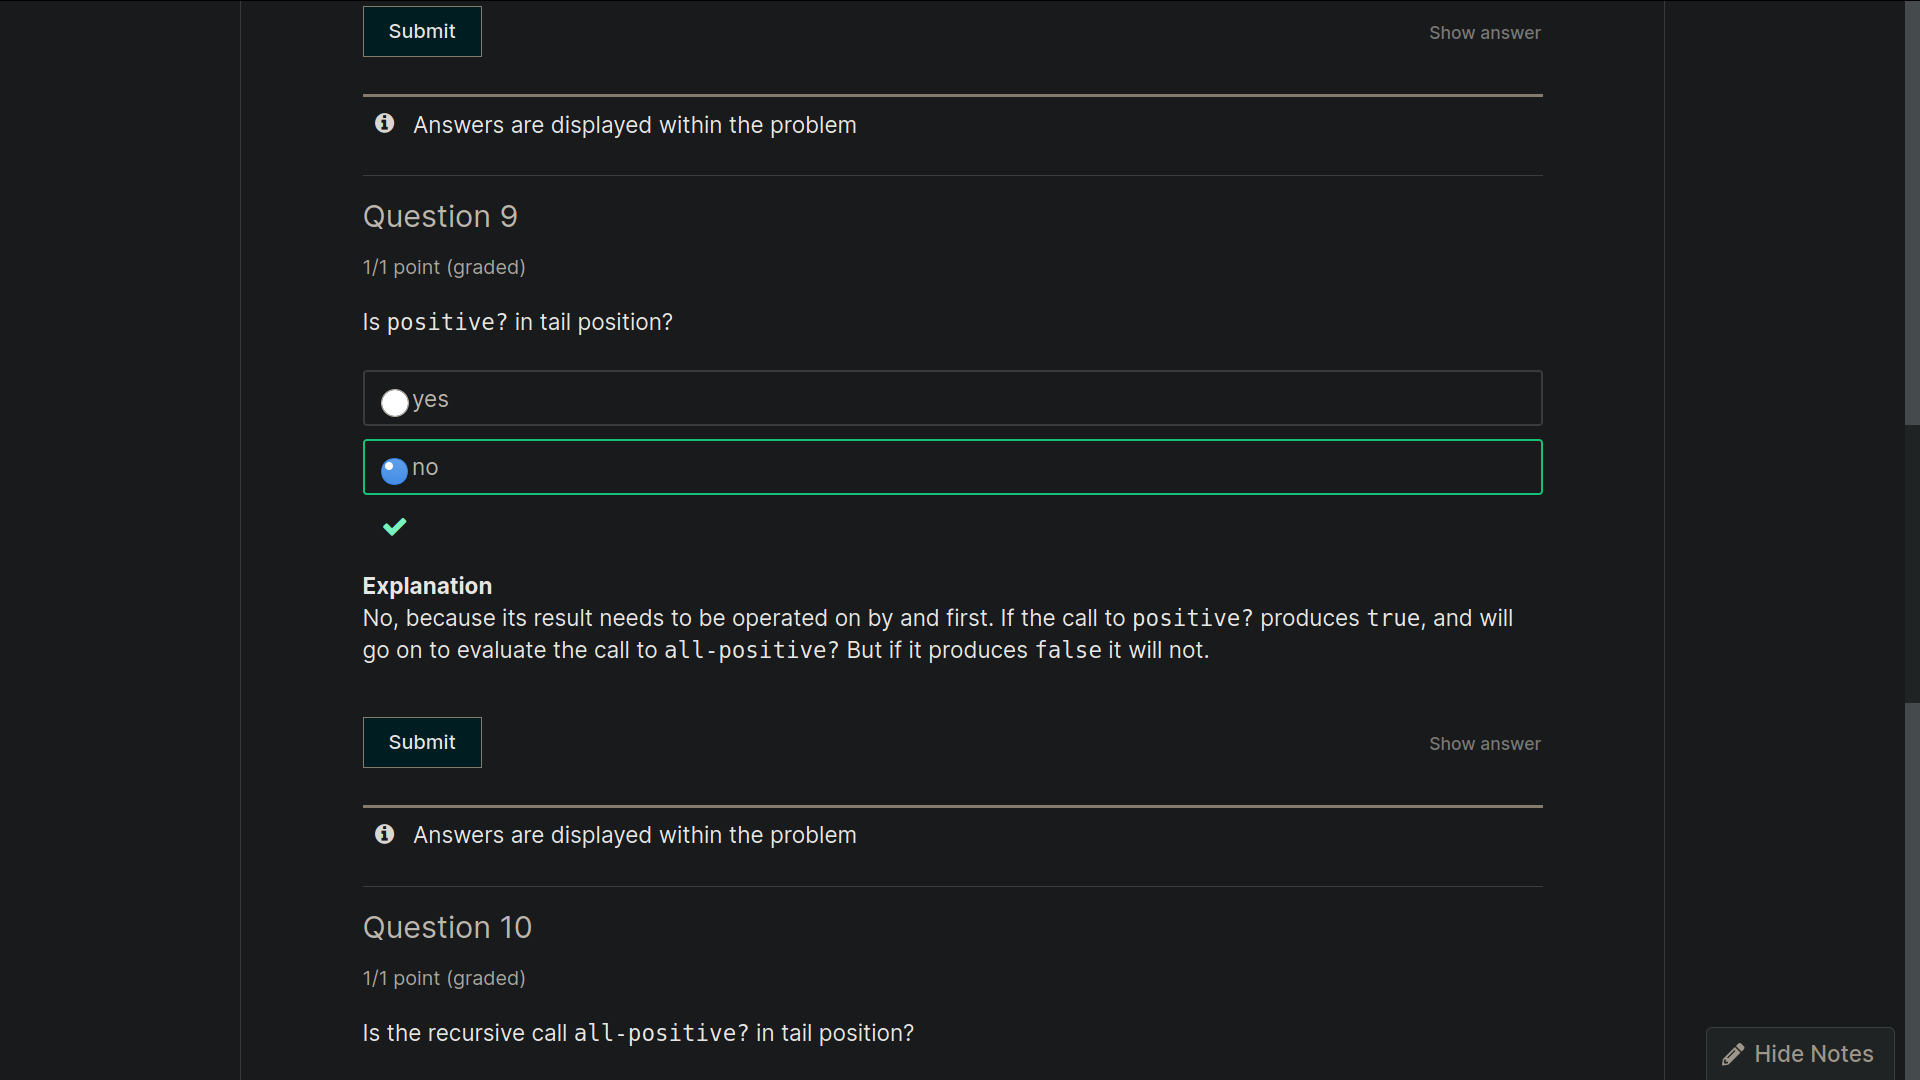 Submit
Show answer
Answers are displayed within the problem
Question 9
1/1 point (graded)
Is positive? in tail position?
yes
no
Explanation
No, because its result needs to be operated on by and first. If the call to positive? produces true, and will
go on to evaluate the call to all-positive? But if it produces false it will not.
Submit
Show answer
Answers are displayed within the problem
Question 10
1/1 point (graded)
Is the recursive call all-positive? in tail position?
Hide Notes